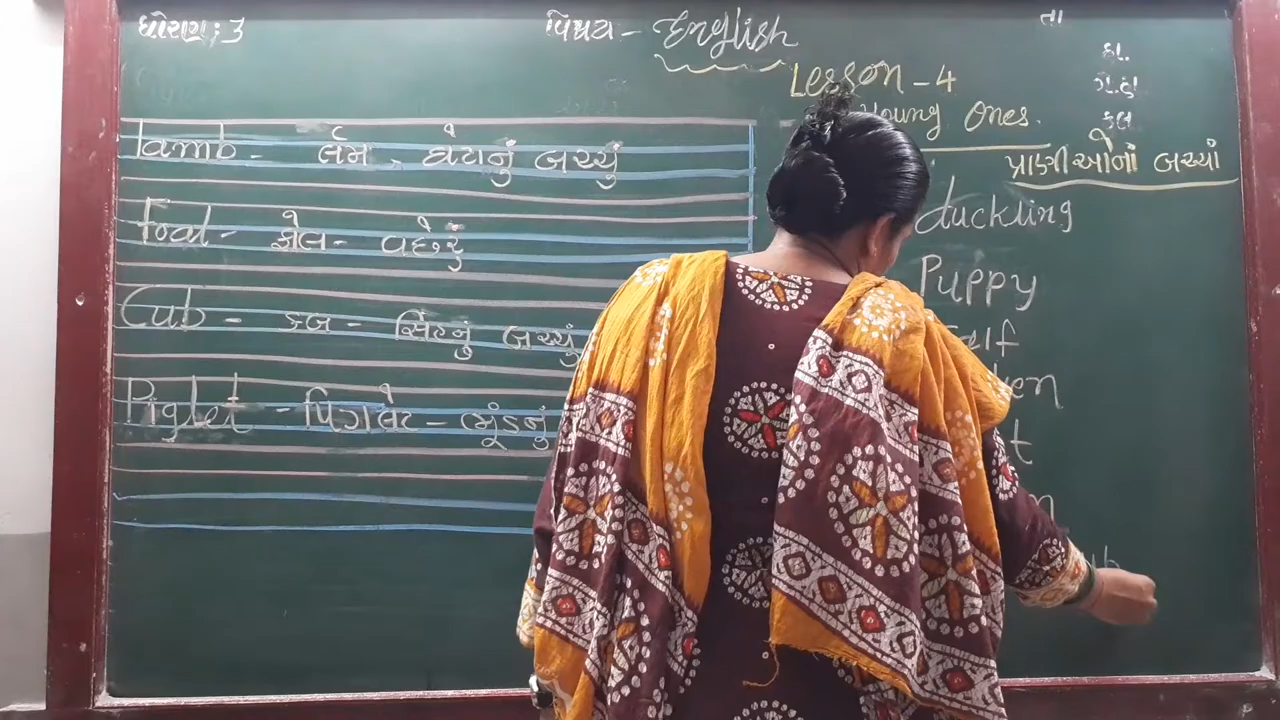 ધોરણ : 3
વિષય - English
તા
Lesson - 4
Young Ones.
પ્રાણીઓનાં બચ્ચાં
lamb - લેમ - ઘેટાનું બચ્ચું
Foal - ફોલ - વછેરું
Cub - કબ - સિંહનું બચ્ચું
Piglet - પિગલેટ - ભૂંડનું
duckling
Puppy